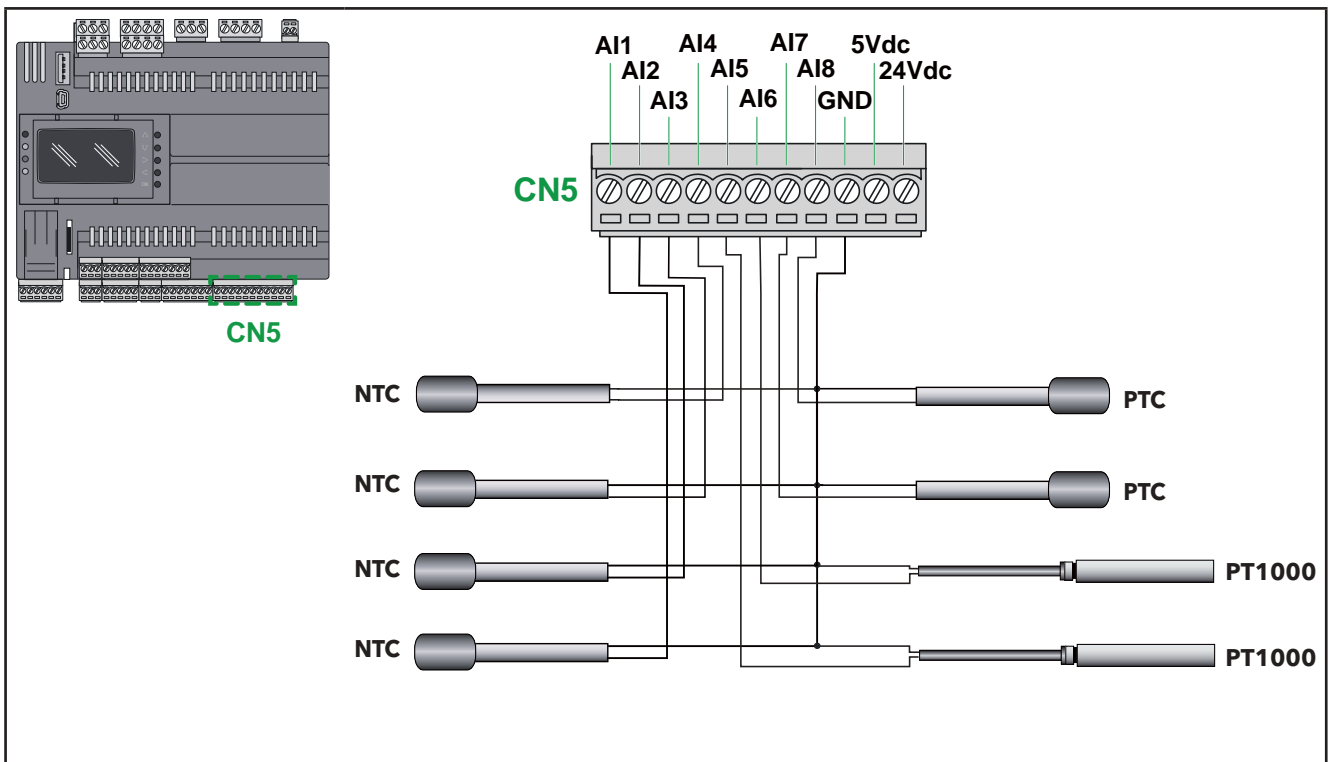 AI1 AI4 AI7 5Vdc
AI2 AI5 AI8 24Vdc
AI3 AI6 GND
CN5
CN5
NTC PTC
NTC PTC
NTC PT1000
NTC PT1000